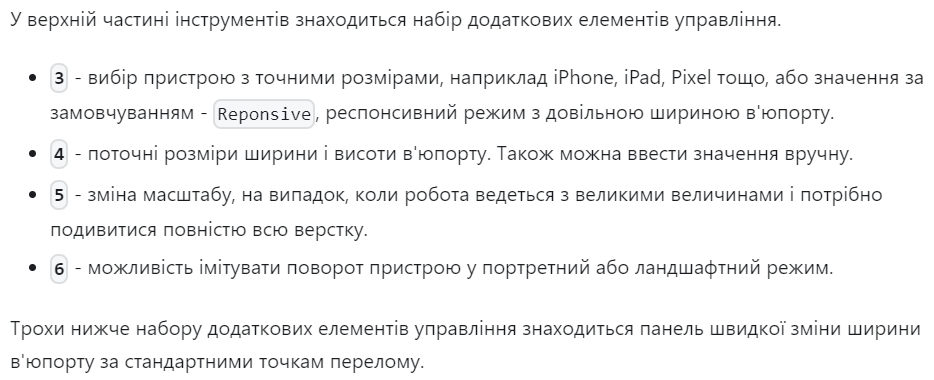 У верхній частині інструментів знаходиться набір додаткових елементів управління.
• 3 - вибір пристрою з точними розмірами, наприклад iPhone, iPad, Pixel тощо, або значення за
замовчуванням - Reponsive, респонсивний режим з довільною шириною в'юпорту.
• 4 - поточні розміри ширини і висоти в'юпорту. Також можна ввести значення вручну.
• 5 - зміна масштабу, на випадок, коли робота ведеться з великими величинами і потрібно
подивитися повністю всю верстку.
• 6 - можливість імітувати поворот пристрою у портретний або ландшафтний режим.
Трохи нижче набору додаткових елементів управління знаходиться панель швидкої зміни ширини
в'юпорту за стандартними точкам перелому.